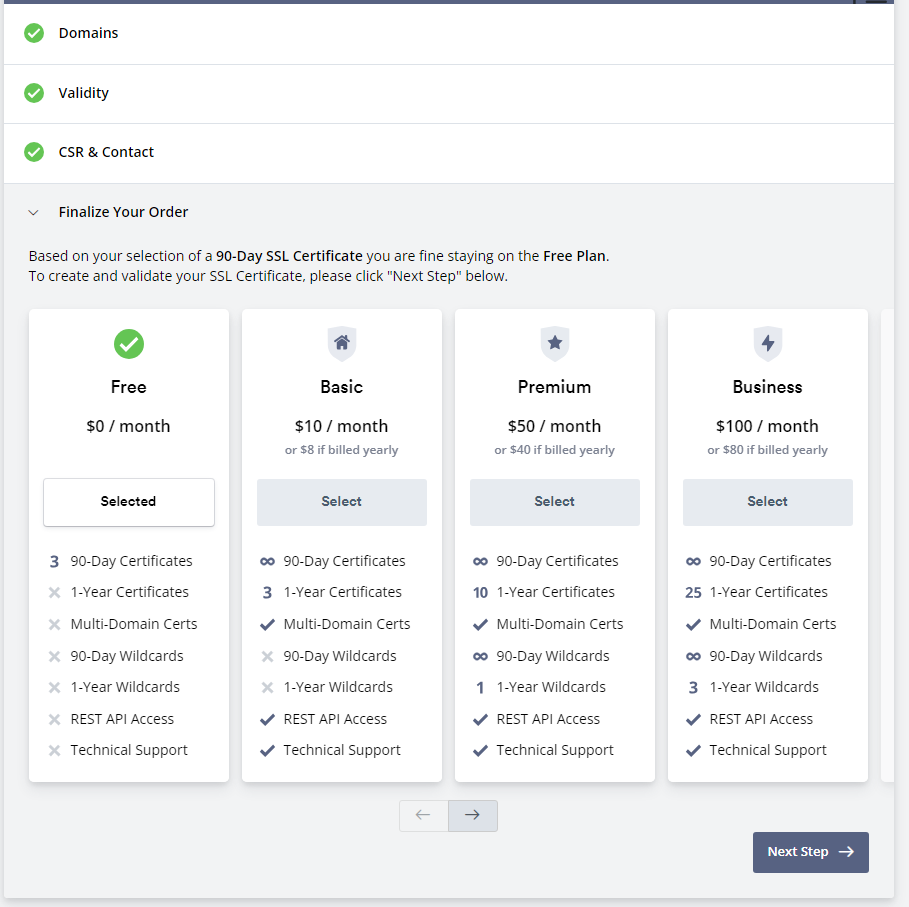 Domains
Validity
CSR & Contact
Finalize Your Order
Based on your selection of a 90-Day SSL Certificate you are fine staying on the Free Plan.
To create and validate your SSL Certificate, please click "Next Step" below.
Free
$0 / month
Selected
3 90-Day Certificates
1-Year Certificates
Multi-Domain Certs
90-Day Wildcards
1-Year Wildcards
REST API Access
Technical Support
Basic
$10 / month
or $8 if billed yearly
Select
∞ 90-Day Certificates
3 1-Year Certificates
Multi-Domain Certs
90-Day Wildcards
1-Year Wildcards
REST API Access
Technical Support
Premium
$50 / month
or $40 if billed yearly
Select
∞ 90-Day Certificates
10 1-Year Certificates
Multi-Domain Certs
∞ 90-Day Wildcards
1 1-Year Wildcards
REST API Access
Technical Support
Business
$100 / month
or $80 if billed yearly
Select
∞ 90-Day Certificates
25 1-Year Certificates
Multi-Domain Certs
∞ 90-Day Wildcards
3 1-Year Wildcards
REST API Access
Technical Support
Next Step →